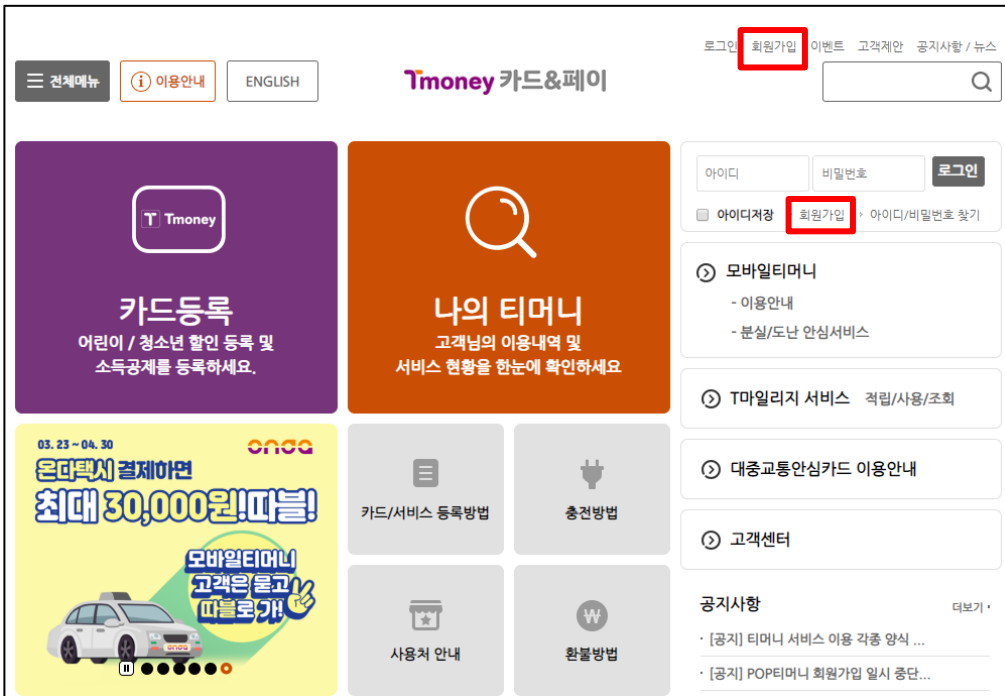 로그인 회원가입 이벤트 고객제안 공지사항 / 뉴스
전체메뉴 이용안내 ENGLISH
Tmoney 카드&페이
T Tmoney
카드등록
어린이 / 청소년 할인 등록 및
소득공제를 등록하세요.
나의 티머니
고객님의 이용내역 및
서비스 현황을 한눈에 확인하세요
아이디 비밀번호 로그인
아이디저장 회원가입 › 아이디/비밀번호 찾기
모바일티머니
- 이용안내
- 분실/도난 안심서비스
T마일리지 서비스 적립/사용/조회
대중교통안심카드 이용안내
고객센터
공지사항 더보기
· [공지] 티머니 서비스 이용 각종 양식 ...
· [공지] POP티머니 회원가입 일시 중단...
03. 23 ~ 04. 30 onda
온다택시 결제하면
최대 30,000원!따블!
모바일티머니
고객은 묻고
따블로 가!
onda
카드/서비스 등록방법
충전방법
사용처 안내
₩
환불방법